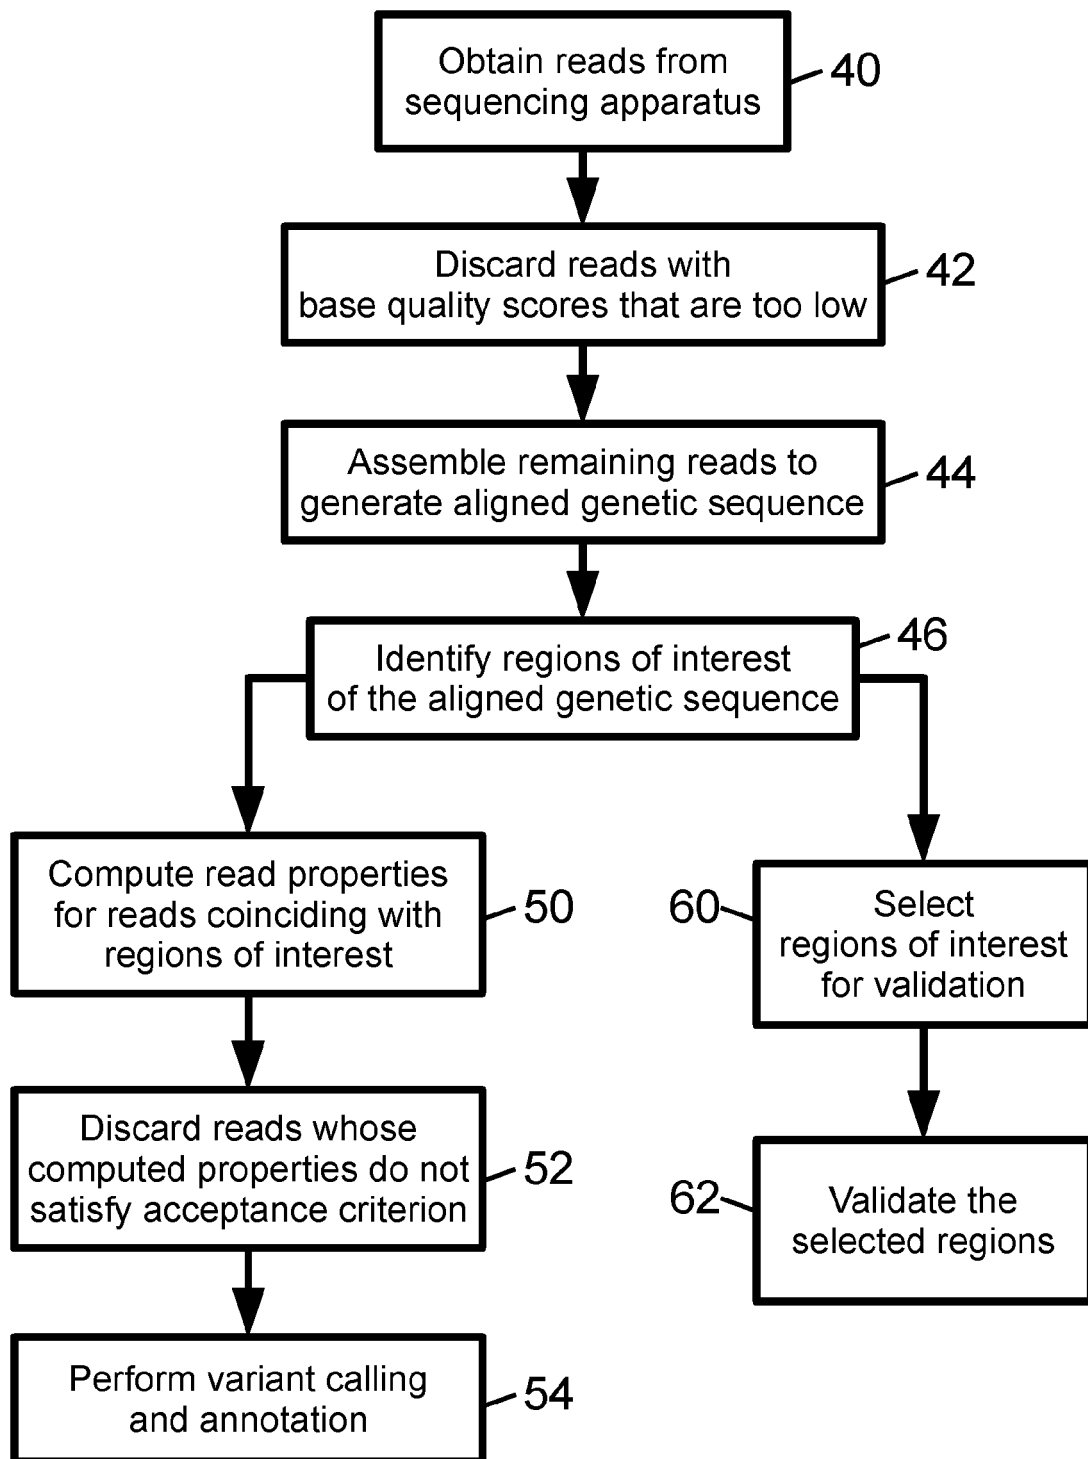 Obtain reads from
sequencing apparatus
40
Discard reads with
base quality scores that are too low
42
Assemble remaining reads to
generate aligned genetic sequence
44
Identify regions of interest
of the aligned genetic sequence
46
Compute read properties
for reads coinciding with
regions of interest
50
Discard reads whose
computed properties do not
satisfy acceptance criterion
52
Perform variant calling
and annotation
54
60
Select
regions of interest
for validation
62
Validate the
selected regions